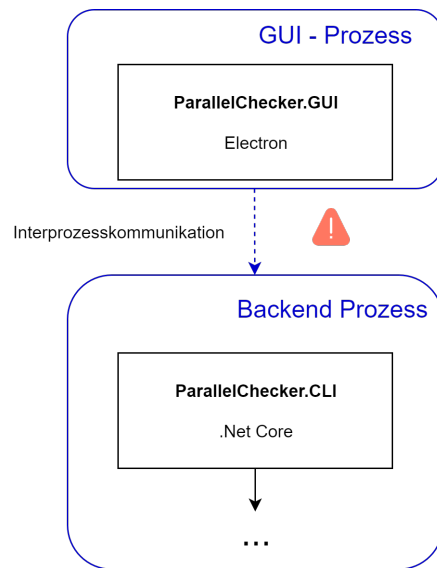 GUI - Prozess
ParallelChecker.GUI
Electron
Interprozesskommunikation
!
Backend Prozess
ParallelChecker.CLI
.Net Core
...